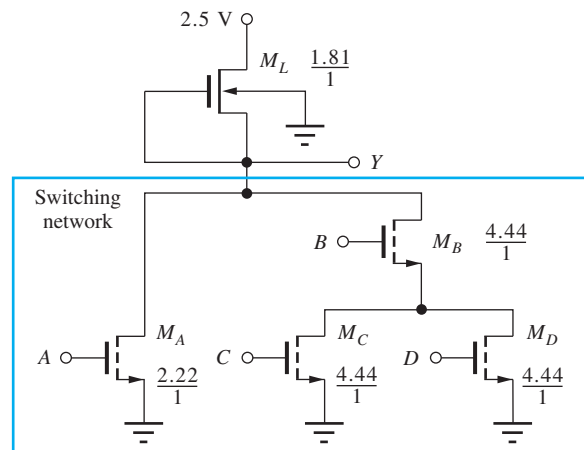 2.5 V
M_L 1.81/1
Y
Switching
network
B M_B 4.44/1
A M_A 2.22/1
C M_C 4.44/1
D M_D 4.44/1